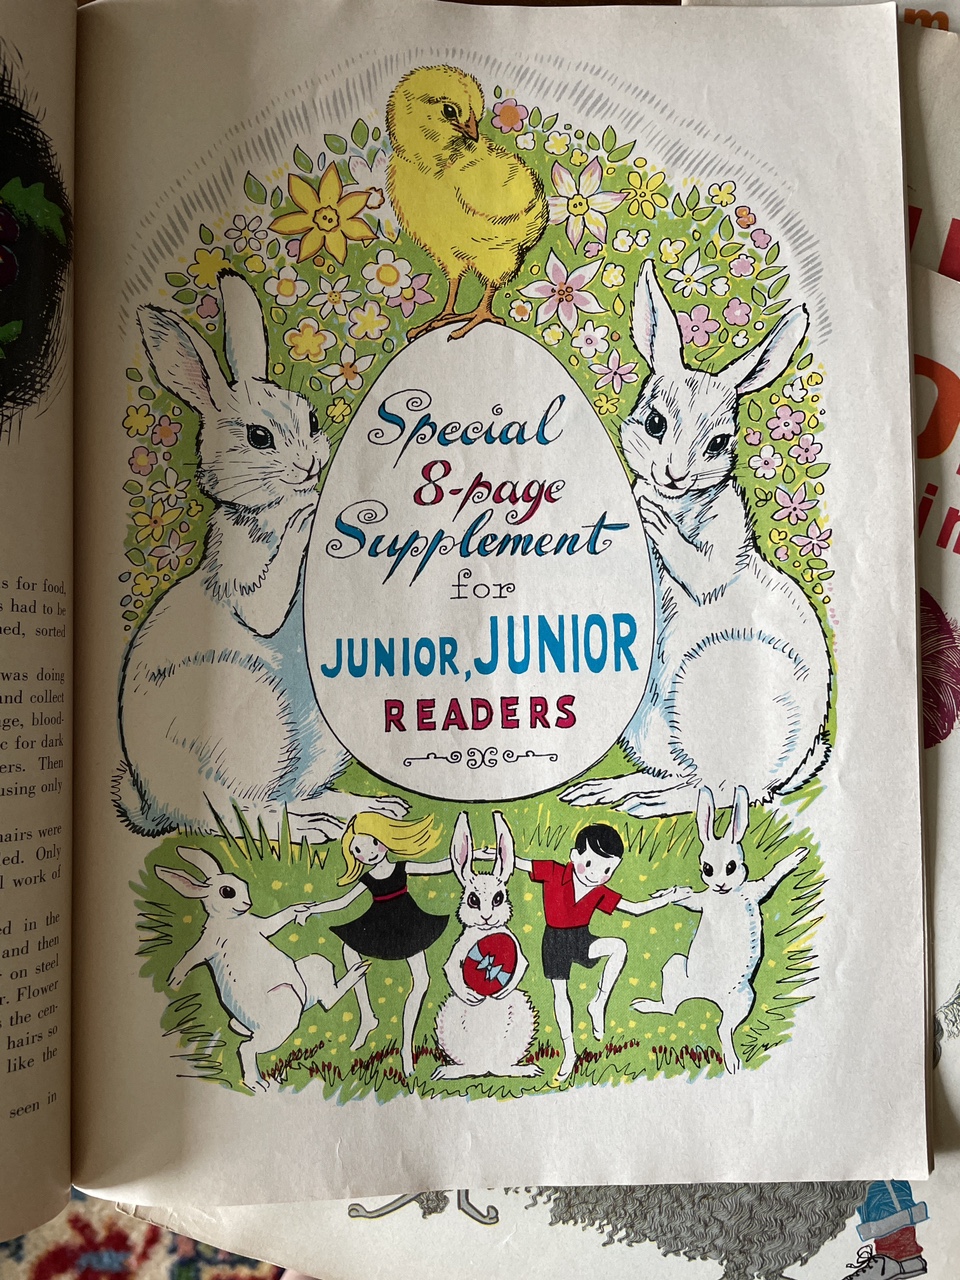 s for food,
s had to be
ned, sorted
was doing
and collect
ge, blood-
c for dark
ers. Then
using only
hairs were
ed. Only
l work of
ed in the
and then
on steel
r. Flower
s the cen-
hairs so
like the
seen in
Special
8-page
Supplement
for
JUNIOR, JUNIOR
READERS
m
in